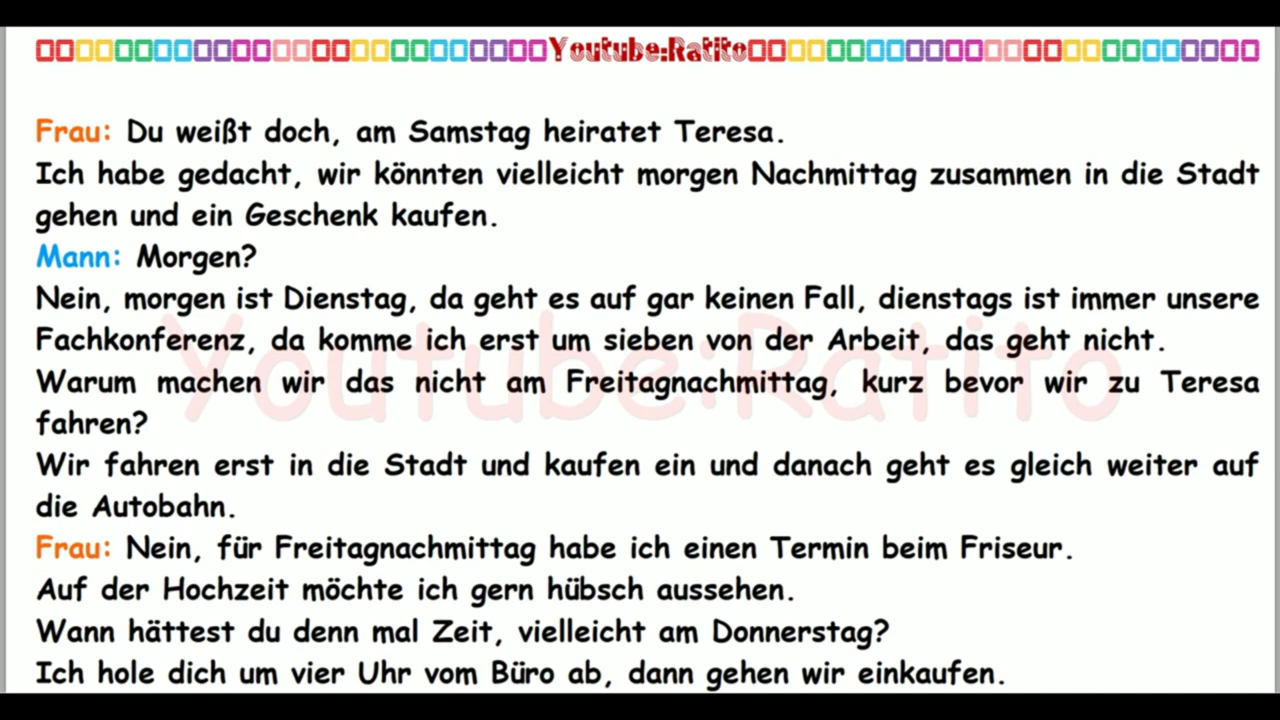 Youtube:Ratito
Frau: Du weißt doch, am Samstag heiratet Teresa.
Ich habe gedacht, wir könnten vielleicht morgen Nachmittag zusammen in die Stadt
gehen und ein Geschenk kaufen.
Mann: Morgen?
Nein, morgen ist Dienstag, da geht es auf gar keinen Fall, dienstags ist immer unsere
Fachkonferenz, da komme ich erst um sieben von der Arbeit, das geht nicht.
Warum machen wir das nicht am Freitagnachmittag, kurz bevor wir zu Teresa
fahren?
Wir fahren erst in die Stadt und kaufen ein und danach geht es gleich weiter auf
die Autobahn.
Frau: Nein, für Freitagnachmittag habe ich einen Termin beim Friseur.
Auf der Hochzeit möchte ich gern hübsch aussehen.
Wann hättest du denn mal Zeit, vielleicht am Donnerstag?
Ich hole dich um vier Uhr vom Büro ab, dann gehen wir einkaufen.
Youtube:Ratito